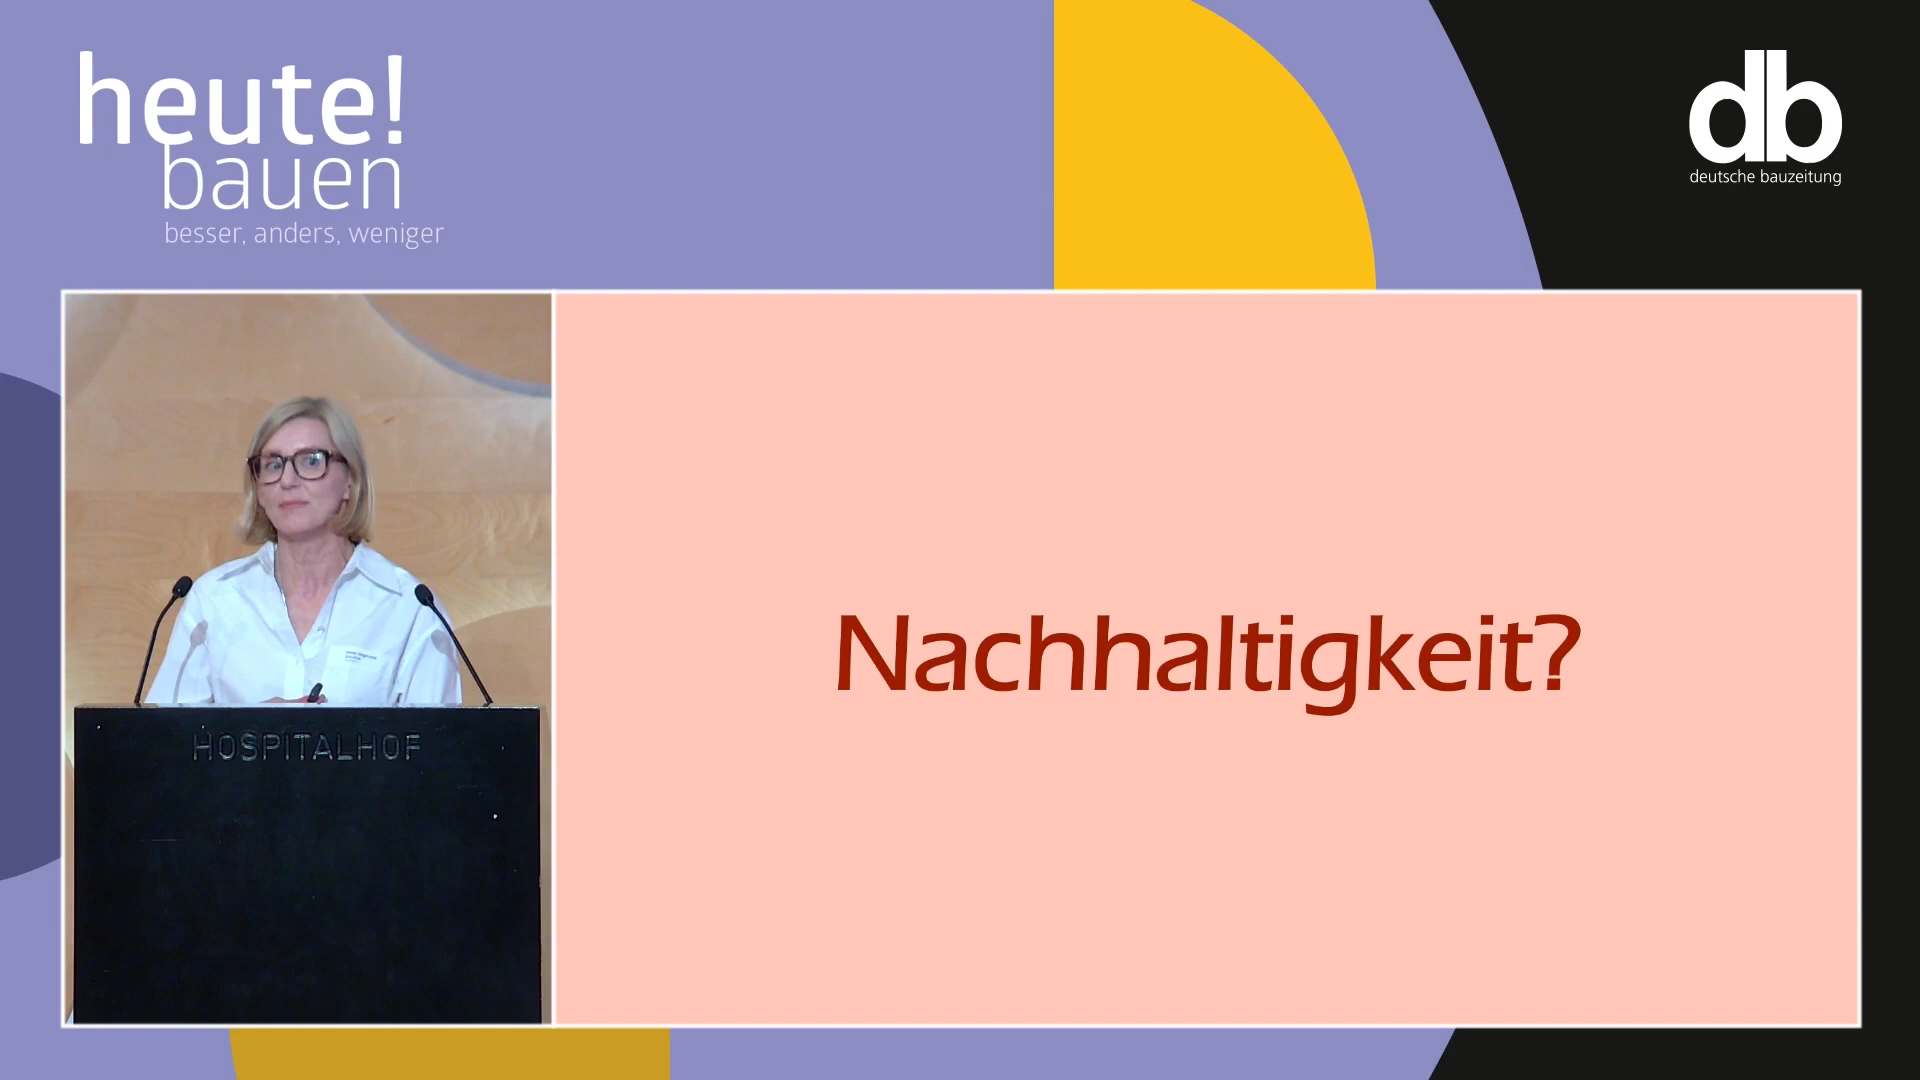 heute!
bauen
besser, anders, weniger
db
deutsche bauzeitung
Nachhaltigkeit?
HOSPITALHOF